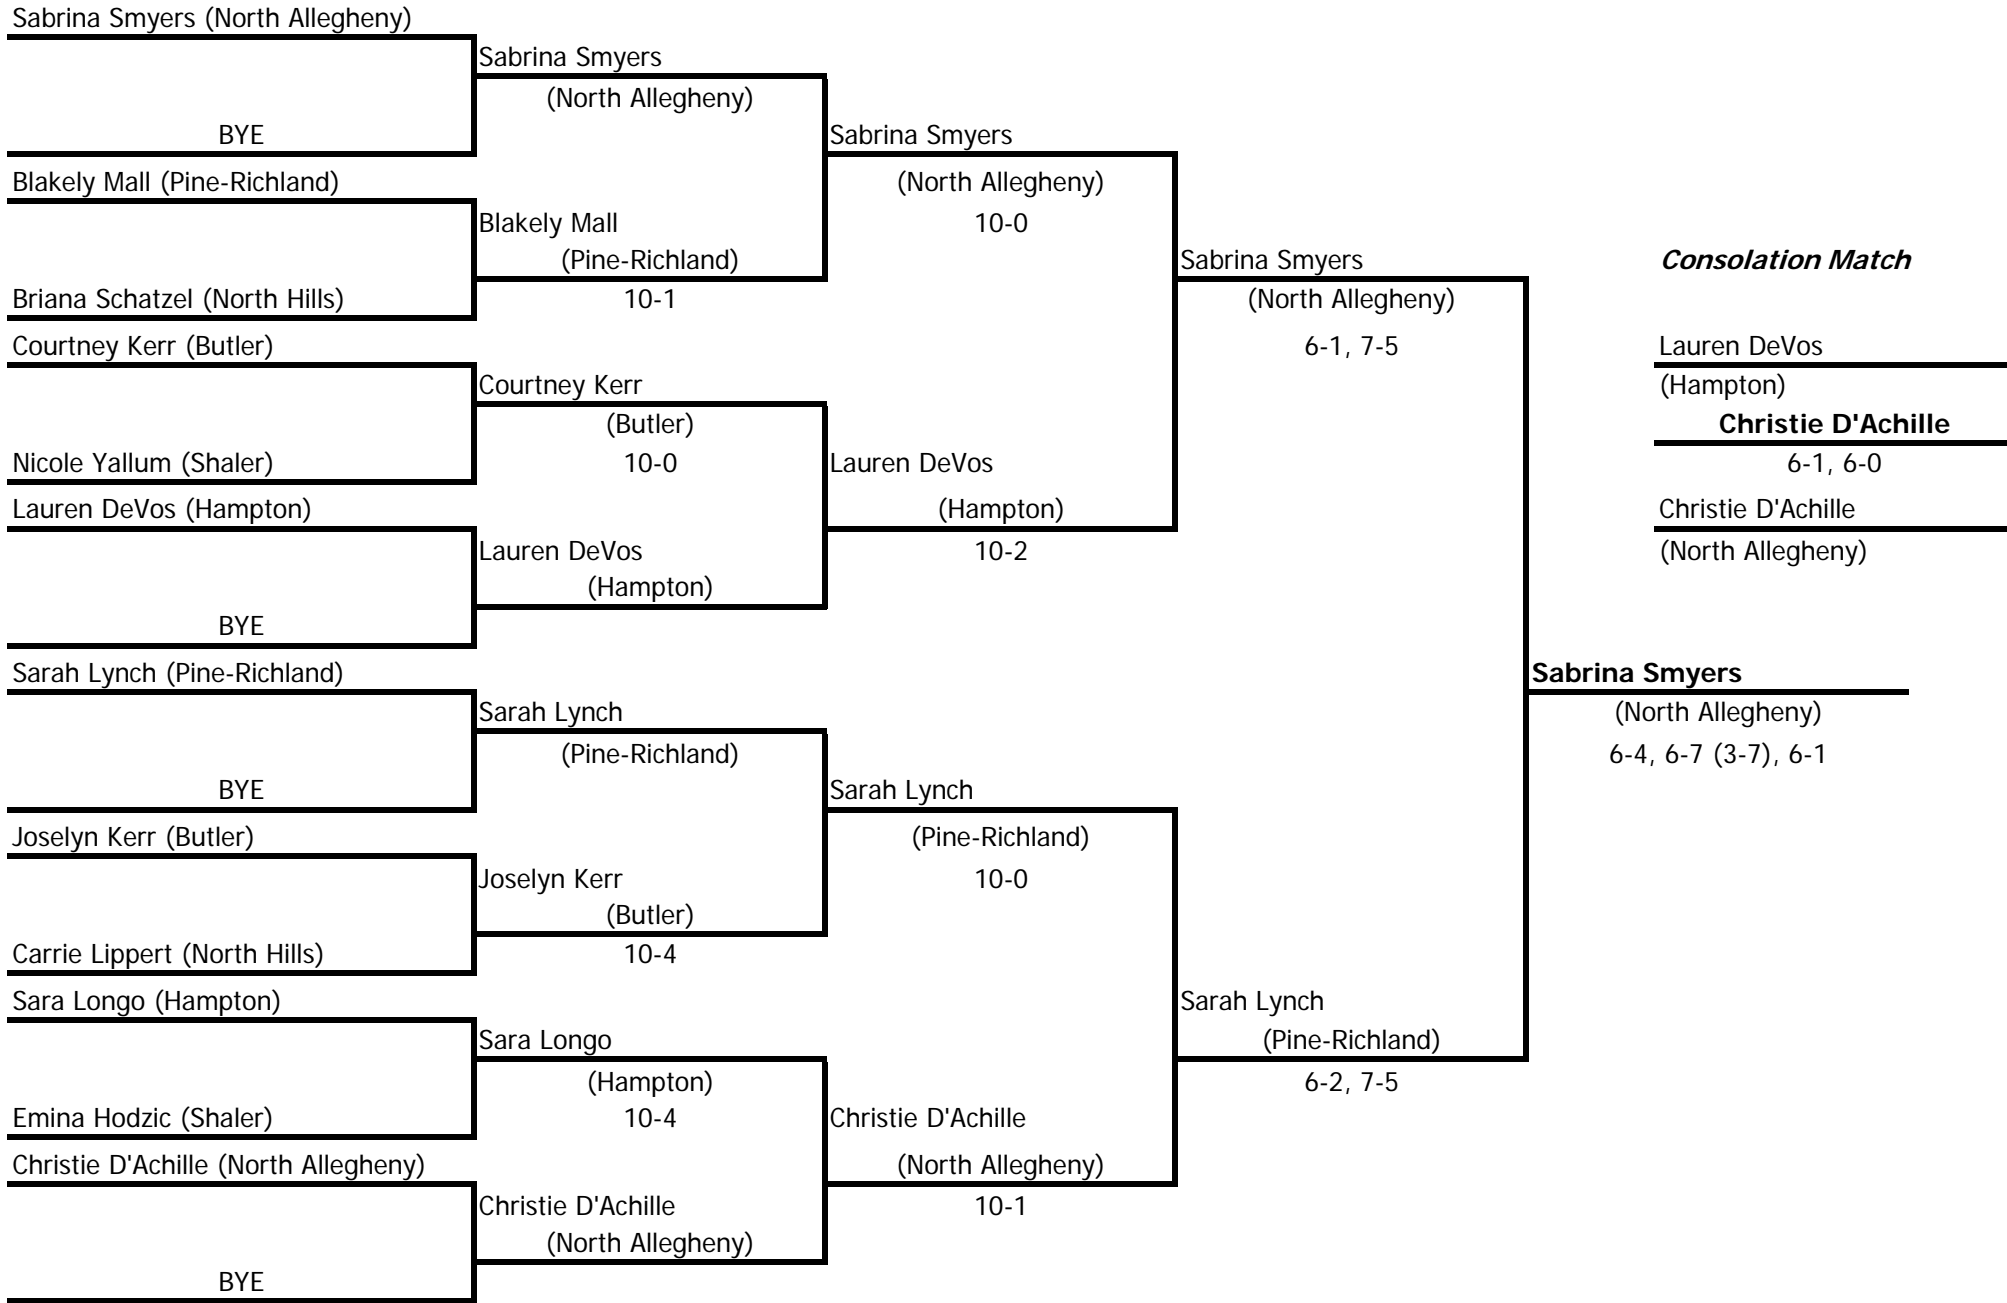 Sabrina Smyers (North Allegheny)
BYE
Blakely Mall (Pine-Richland)
Briana Schatzel (North Hills)
Courtney Kerr (Butler)
Nicole Yallum (Shaler)
Lauren DeVos (Hampton)
BYE
Sarah Lynch (Pine-Richland)
BYE
Joselyn Kerr (Butler)
Carrie Lippert (North Hills)
Sara Longo (Hampton)
Emina Hodzic (Shaler)
Christie D'Achille (North Allegheny)
BYE
Sabrina Smyers
(North Allegheny)
Blakely Mall
(Pine-Richland)
10-1
Courtney Kerr
(Butler)
10-0
Lauren DeVos
(Hampton)
Sarah Lynch
(Pine-Richland)
Joselyn Kerr
(Butler)
10-4
Sara Longo
(Hampton)
10-4
Christie D'Achille
(North Allegheny)
Sabrina Smyers
(North Allegheny)
10-0
Lauren DeVos
(Hampton)
10-2
Sarah Lynch
(Pine-Richland)
10-0
Christie D'Achille
(North Allegheny)
10-1
Sabrina Smyers
(North Allegheny)
6-1, 7-5
Sarah Lynch
(Pine-Richland)
6-2, 7-5
Sabrina Smyers
(North Allegheny)
6-4, 6-7 (3-7), 6-1
Consolation Match
Lauren DeVos
(Hampton)
Christie D'Achille
6-1, 6-0
Christie D'Achille
(North Allegheny)